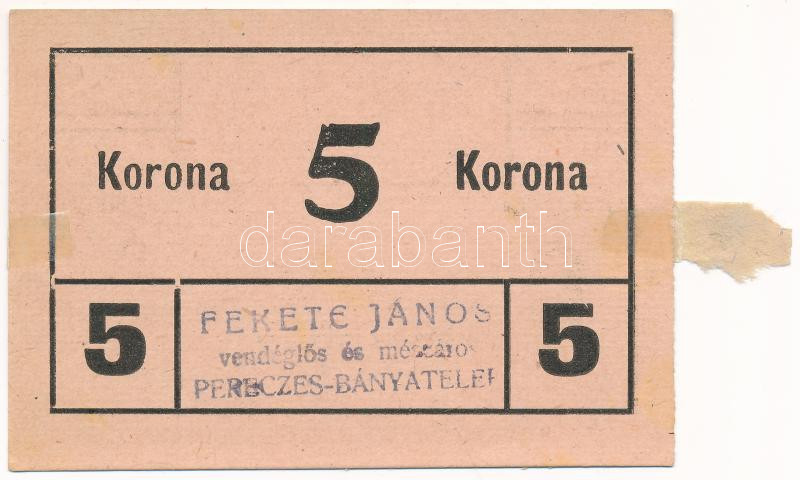 Korona 5 Korona
darabanth
5 FEKETE JÁNOS 5
vendéglős és mészáros
PERECZES-BÁNYATELEP